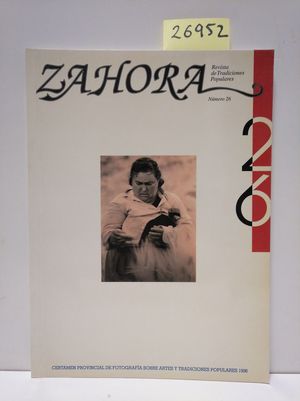 26952
ZAHORA
Revista
de Tradiciones
Populares
Número 26
26
CERTAMEN PROVINCIAL DE FOTOGRAFÍA SOBRE ARTES Y TRADICIONES POPULARES 1996